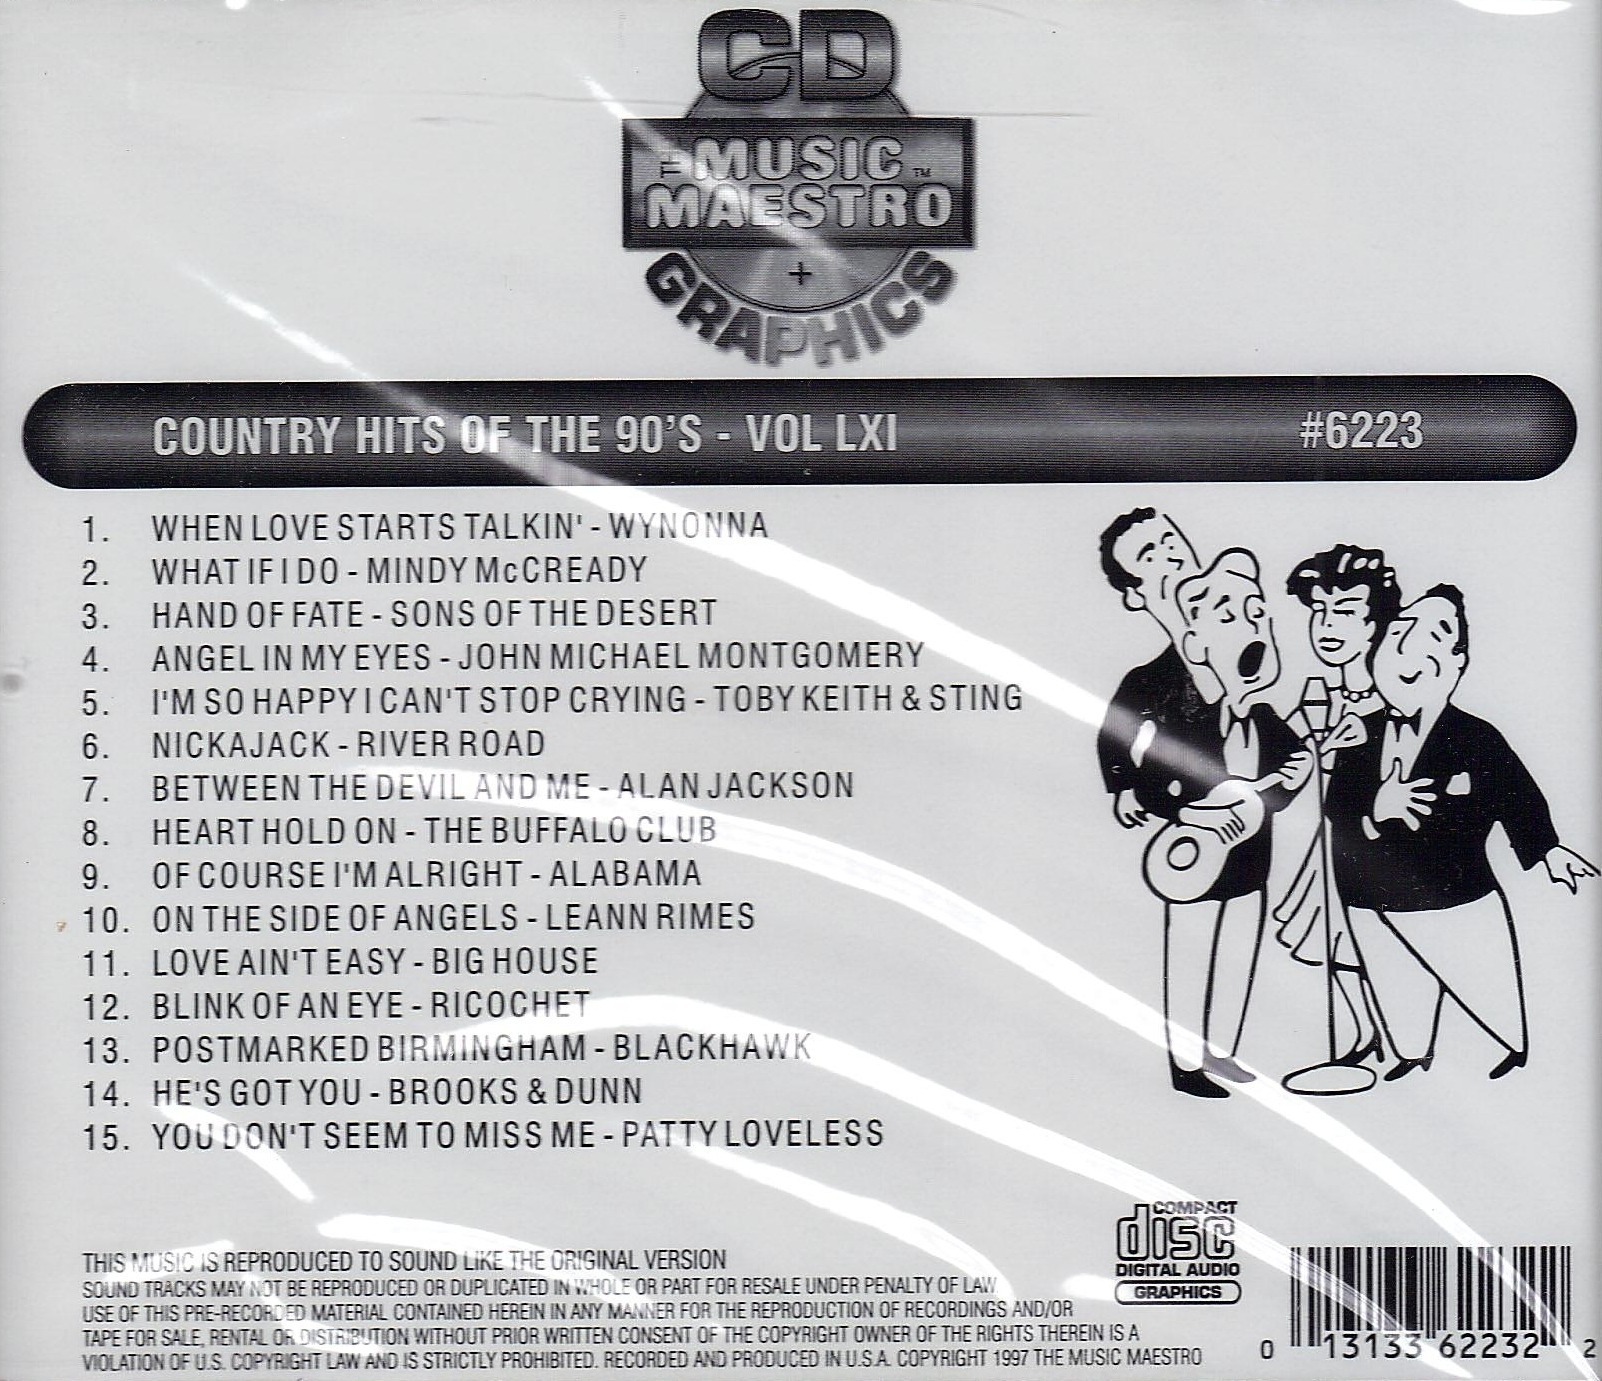 CD
THE MUSIC ™
MAESTRO
+
GRAPHICS
COUNTRY HITS OF THE 90'S - VOL LXI #6223
1. WHEN LOVE STARTS TALKIN' - WYNONNA
2. WHAT IF I DO - MINDY McCREADY
3. HAND OF FATE - SONS OF THE DESERT
4. ANGEL IN MY EYES - JOHN MICHAEL MONTGOMERY
5. I'M SO HAPPY I CAN'T STOP CRYING - TOBY KEITH & STING
6. NICKAJACK - RIVER ROAD
7. BETWEEN THE DEVIL AND ME - ALAN JACKSON
8. HEART HOLD ON - THE BUFFALO CLUB
9. OF COURSE I'M ALRIGHT - ALABAMA
10. ON THE SIDE OF ANGELS - LEANN RIMES
11. LOVE AIN'T EASY - BIG HOUSE
12. BLINK OF AN EYE - RICOCHET
13. POSTMARKED BIRMINGHAM - BLACKHAWK
14. HE'S GOT YOU - BROOKS & DUNN
15. YOU DON'T SEEM TO MISS ME - PATTY LOVELESS
THIS MUSIC IS REPRODUCED TO SOUND LIKE THE ORIGINAL VERSION
SOUND TRACKS MAY NOT BE REPRODUCED OR DUPLICATED IN WHOLE OR PART FOR RESALE UNDER PENALTY OF LAW.
USE OF THIS PRE-RECORDED MATERIAL CONTAINED HEREIN IN ANY MANNER FOR THE REPRODUCTION OF RECORDINGS AND/OR
TAPE FOR SALE, RENTAL OR DISTRIBUTION WITHOUT PRIOR WRITTEN CONSENT OF THE COPYRIGHT OWNER OF THE RIGHTS THEREIN IS A
VIOLATION OF U.S. COPYRIGHT LAW AND IS STRICTLY PROHIBITED. RECORDED AND PRODUCED IN U.S.A. COPYRIGHT 1997 THE MUSIC MAESTRO
COMPACT
disc
DIGITAL AUDIO
GRAPHICS
0 13133 62232 2